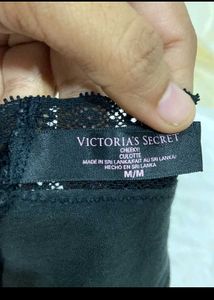 VICTORIA'S SECRET
CHEEKY/
CULOTTE
MADE IN SRI LANKA/FAIT AU SRI LANKA/
HECHO EN SRI LANKA
M/M